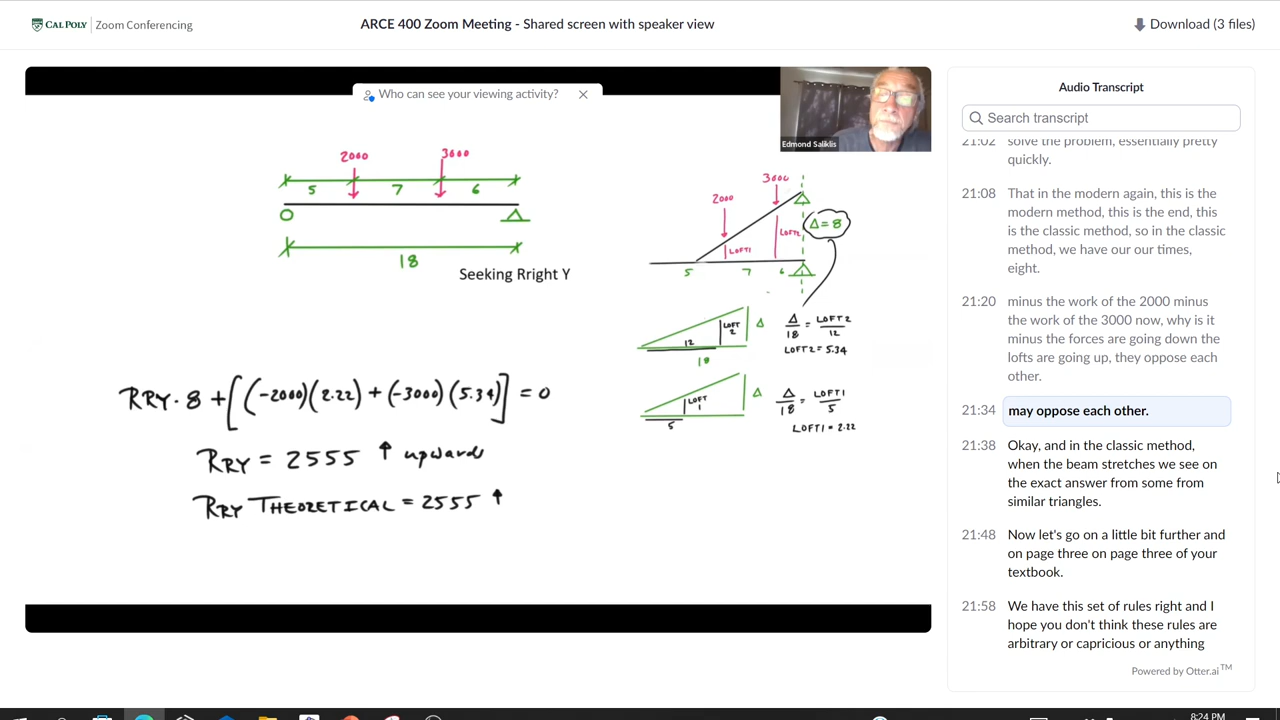 CAL POLY | Zoom Conferencing
ARCE 400 Zoom Meeting - Shared screen with speaker view
Download (3 files)
Who can see your viewing activity?
Edmond Saliklis
2000
3000
5
7
6
18
Seeking Rright Y
RRY · 8 + [(-2000)(2.22) + (-3000)(5.34)] = 0
RRY = 2555 ↑ upwards
RRY THEORETICAL = 2555 ↑
3000
2000
Δ=8
LOFT2
LOFT1
5
7
6
LOFT 2
Δ
12
18
Δ/18 = LOFT2/12
LOFT2 = 5.34
LOFT 1
Δ
5
Δ/18 = LOFT1/5
LOFT1 = 2.22
Audio Transcript
Search transcript
21:02 solve the problem, essentially pretty
quickly.
21:08 That in the modern again, this is the
modern method, this is the end, this
is the classic method, so in the classic
method, we have our our times,
eight.
21:20 minus the work of the 2000 minus
the work of the 3000 now, why is it
minus the forces are going down the
lofts are going up, they oppose each
other.
21:34 may oppose each other.
21:38 Okay, and in the classic method,
when the beam stretches we see on
the exact answer from some from
similar triangles.
21:48 Now let's go on a little bit further and
on page three on page three of your
textbook.
21:58 We have this set of rules right and I
hope you don't think these rules are
arbitrary or capricious or anything
Powered by Otter.ai™
8:24 PM